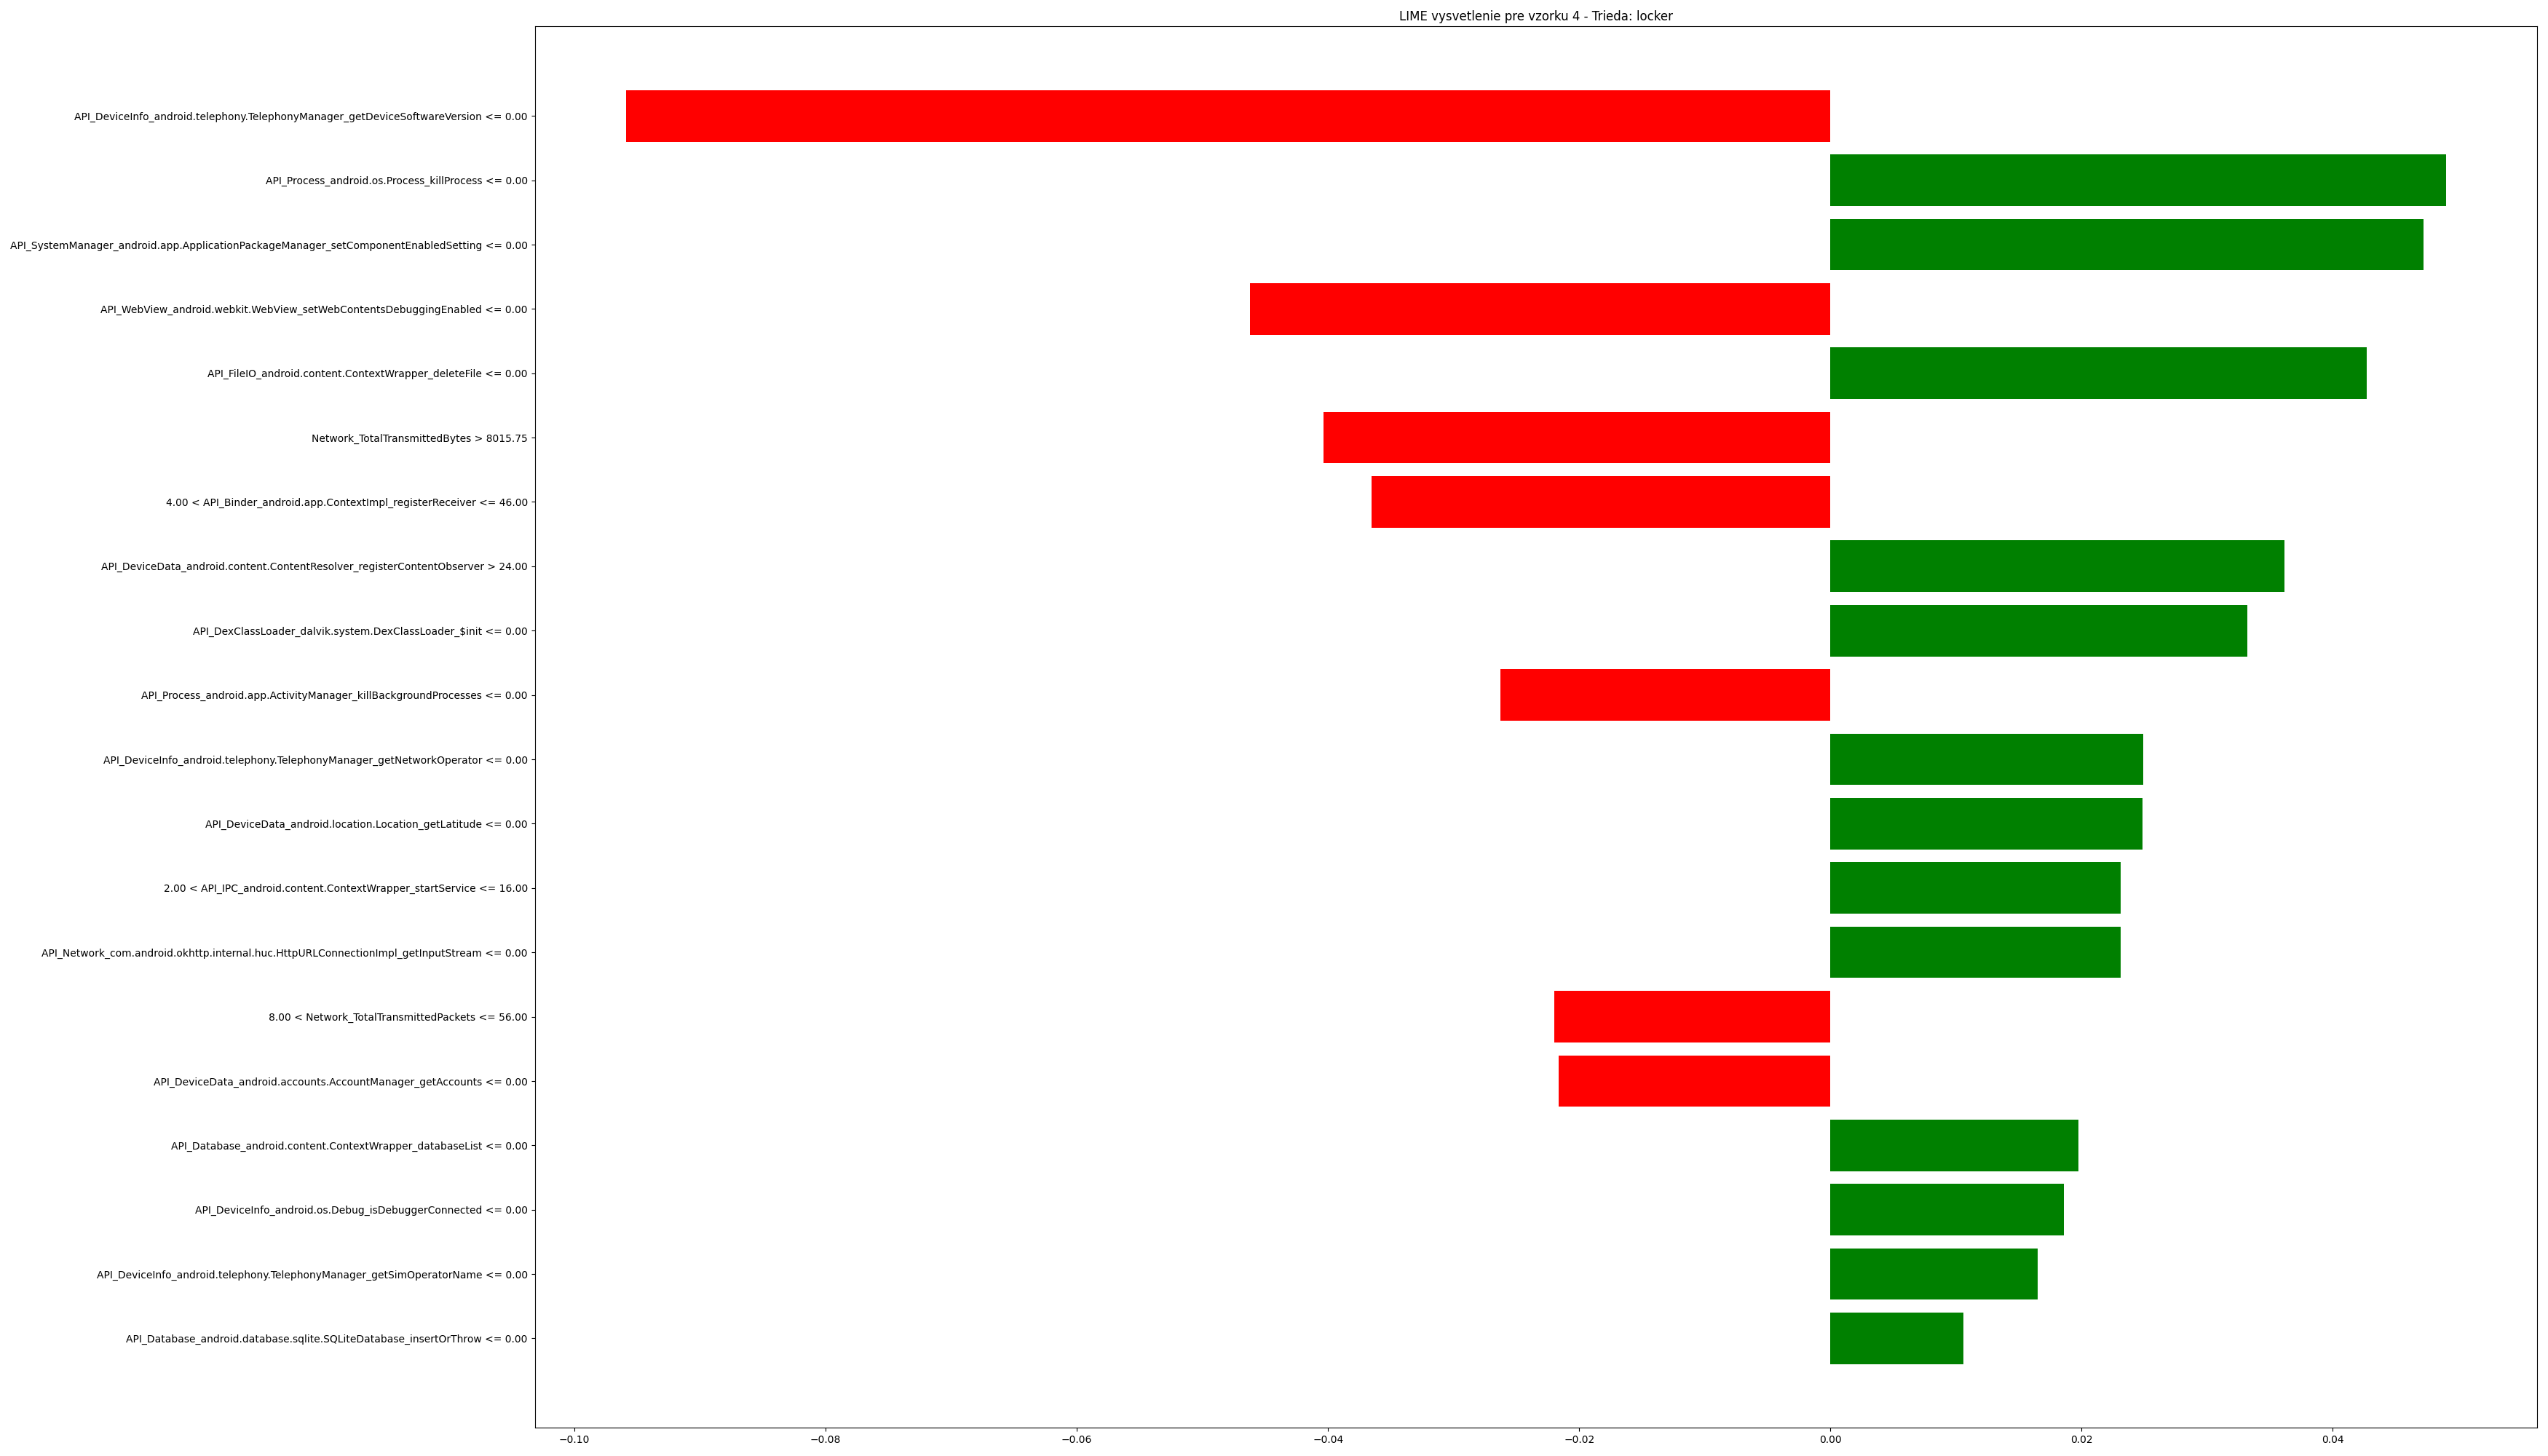 LIME vysvetlenie pre vzorku 4 - Trieda: locker
API_DeviceInfo_android.telephony.TelephonyManager_getDeviceSoftwareVersion <= 0.00
API_Process_android.os.Process_killProcess <= 0.00
API_SystemManager_android.app.ApplicationPackageManager_setComponentEnabledSetting <= 0.00
API_WebView_android.webkit.WebView_setWebContentsDebuggingEnabled <= 0.00
API_FileIO_android.content.ContextWrapper_deleteFile <= 0.00
Network_TotalTransmittedBytes > 8015.75
4.00 < API_Binder_android.app.ContextImpl_registerReceiver <= 46.00
API_DeviceData_android.content.ContentResolver_registerContentObserver > 24.00
API_DexClassLoader_dalvik.system.DexClassLoader_$init <= 0.00
API_Process_android.app.ActivityManager_killBackgroundProcesses <= 0.00
API_DeviceInfo_android.telephony.TelephonyManager_getNetworkOperator <= 0.00
API_DeviceData_android.location.Location_getLatitude <= 0.00
2.00 < API_IPC_android.content.ContextWrapper_startService <= 16.00
API_Network_com.android.okhttp.internal.huc.HttpURLConnectionImpl_getInputStream <= 0.00
8.00 < Network_TotalTransmittedPackets <= 56.00
API_DeviceData_android.accounts.AccountManager_getAccounts <= 0.00
API_Database_android.content.ContextWrapper_databaseList <= 0.00
API_DeviceInfo_android.os.Debug_isDebuggerConnected <= 0.00
API_DeviceInfo_android.telephony.TelephonyManager_getSimOperatorName <= 0.00
API_Database_android.database.sqlite.SQLiteDatabase_insertOrThrow <= 0.00
−0.10 −0.08 −0.06 −0.04 −0.02 0.00 0.02 0.04